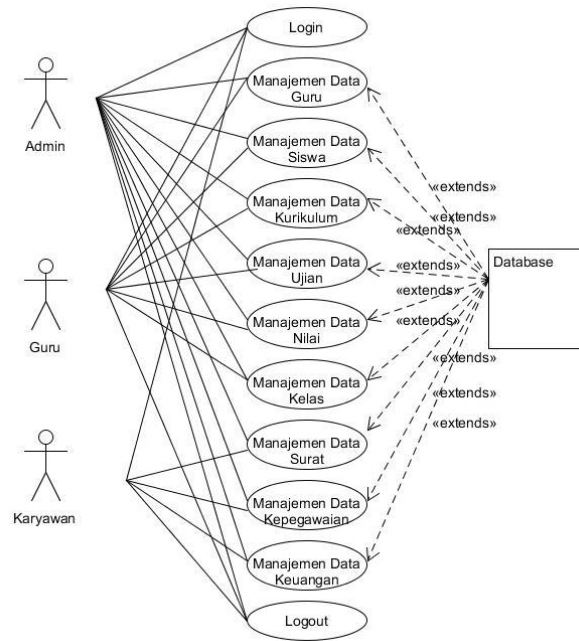 Login
Manajemen Data
Guru
Manajemen Data
Siswa
Manajemen Data
Kurikulum
Manajemen Data
Ujian
Manajemen Data
Nilai
Manajemen Data
Kelas
Manajemen Data
Surat
Manajemen Data
Kepegawaian
Manajemen Data
Keuangan
Logout
Admin
Guru
Karyawan
«extends»
«extends»
«extends»
«extends»
«extends»
«extends»
«extends»
«extends»
«extends»
Database